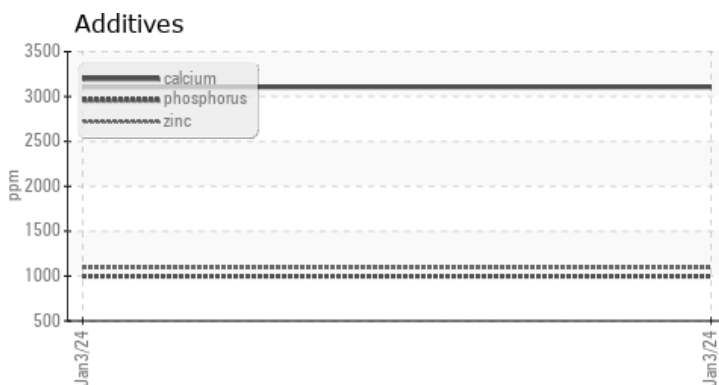 Additives
3500
3000
2500
2000
1500
1000
500
ppm
calcium
phosphorus
zinc
Jan3/24
Jan3/24